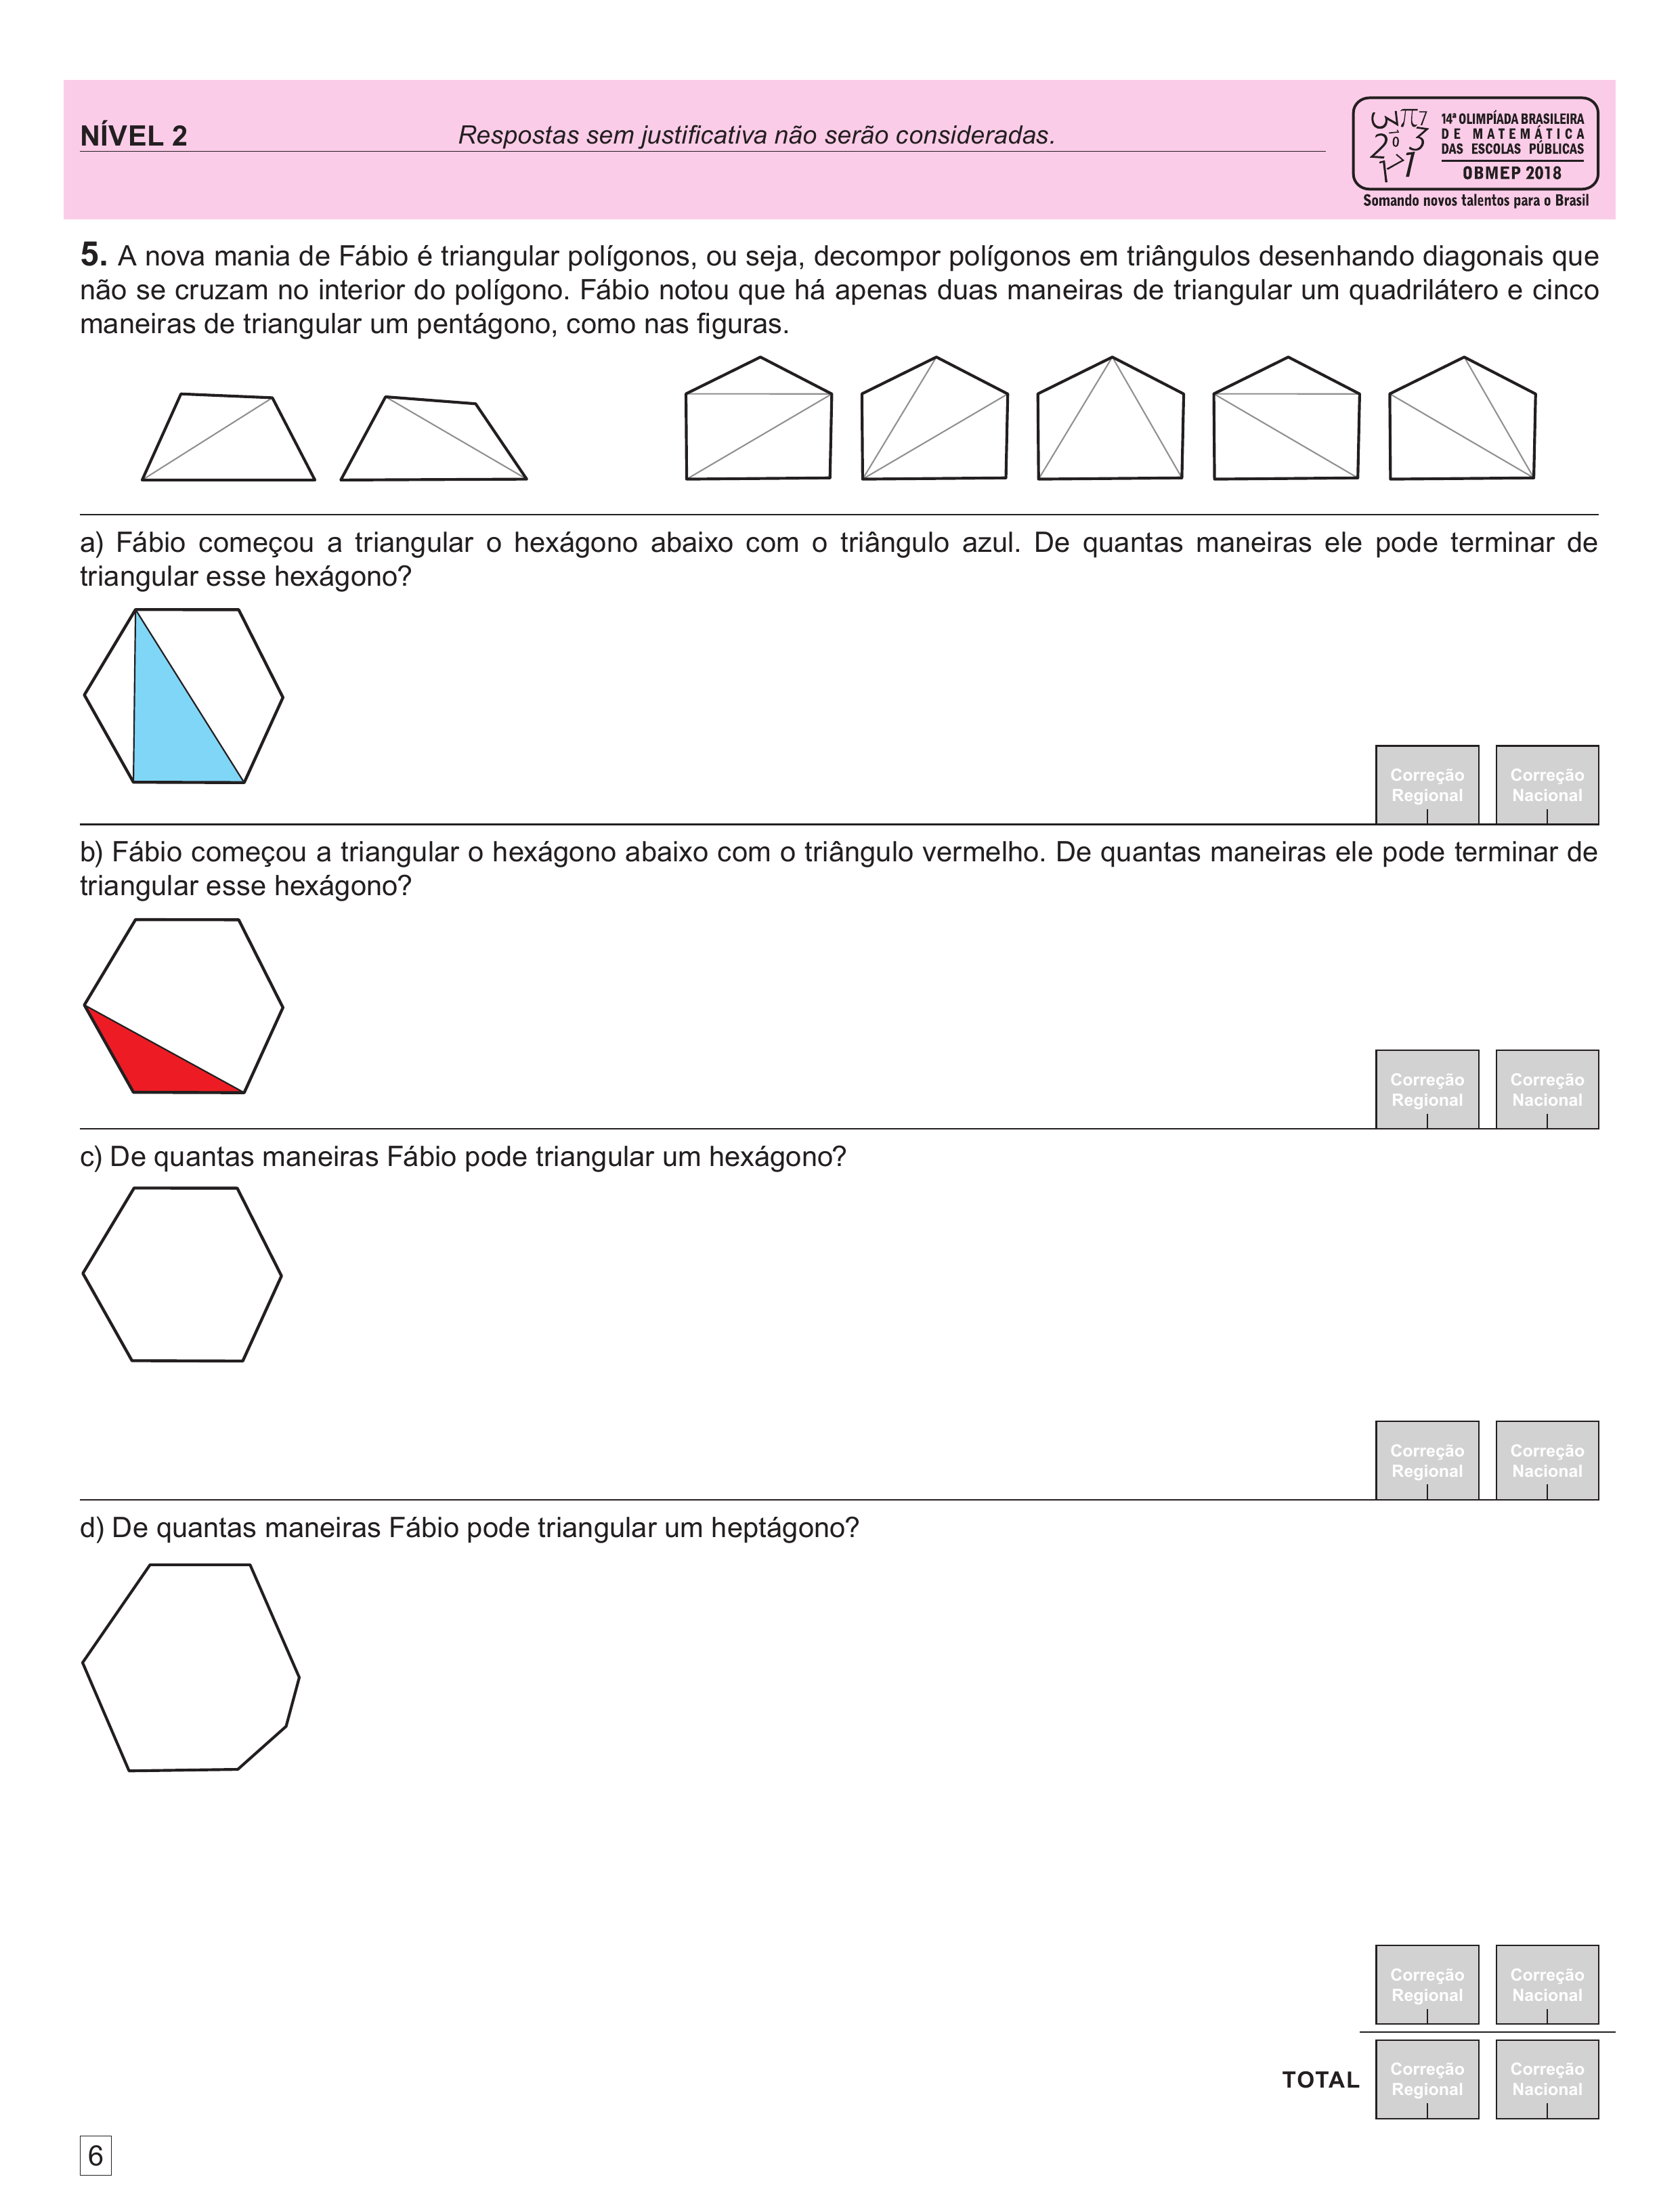 NÍVEL 2
Respostas sem justificativa não serão consideradas.
14ª OLIMPÍADA BRASILEIRA
DE MATEMÁTICA
DAS ESCOLAS PÚBLICAS
OBMEP 2018
Somando novos talentos para o Brasil
5. A nova mania de Fábio é triangular polígonos, ou seja, decompor polígonos em triângulos desenhando diagonais que
não se cruzam no interior do polígono. Fábio notou que há apenas duas maneiras de triangular um quadrilátero e cinco
maneiras de triangular um pentágono, como nas figuras.
a) Fábio começou a triangular o hexágono abaixo com o triângulo azul. De quantas maneiras ele pode terminar de
triangular esse hexágono?
Correção
Regional
Correção
Nacional
b) Fábio começou a triangular o hexágono abaixo com o triângulo vermelho. De quantas maneiras ele pode terminar de
triangular esse hexágono?
Correção
Regional
Correção
Nacional
c) De quantas maneiras Fábio pode triangular um hexágono?
Correção
Regional
Correção
Nacional
d) De quantas maneiras Fábio pode triangular um heptágono?
Correção
Regional
Correção
Nacional
TOTAL
Correção
Regional
Correção
Nacional
6